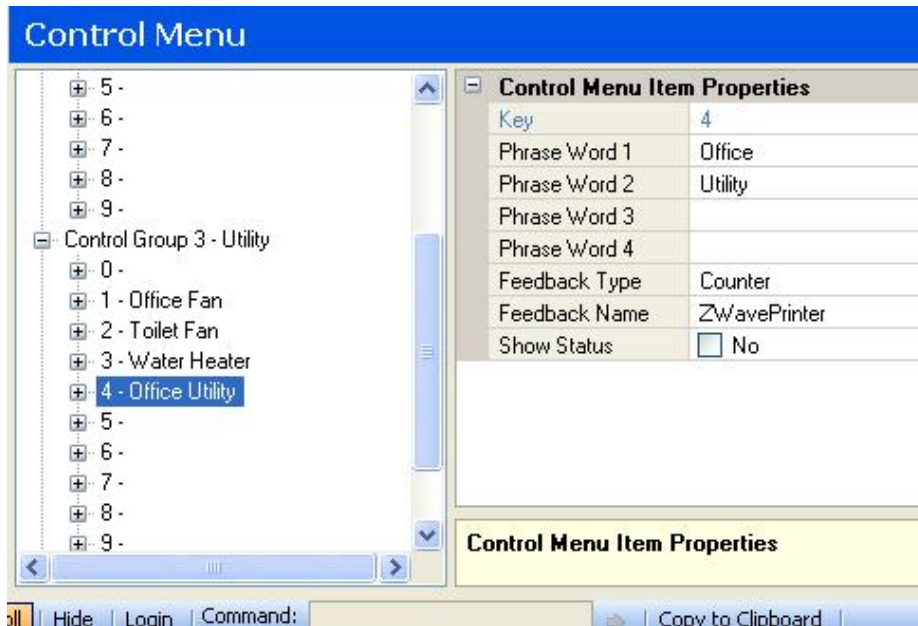 Control Menu
5 -
6 -
7 -
8 -
9 -
Control Group 3 - Utility
0 -
1 - Office Fan
2 - Toilet Fan
3 - Water Heater
4 - Office Utility
5 -
6 -
7 -
8 -
9 -
Control Menu Item Properties
Key 4
Phrase Word 1 Office
Phrase Word 2 Utility
Phrase Word 3
Phrase Word 4
Feedback Type Counter
Feedback Name ZWavePrinter
Show Status No
Control Menu Item Properties
Hide Login Command: Copy to Clipboard